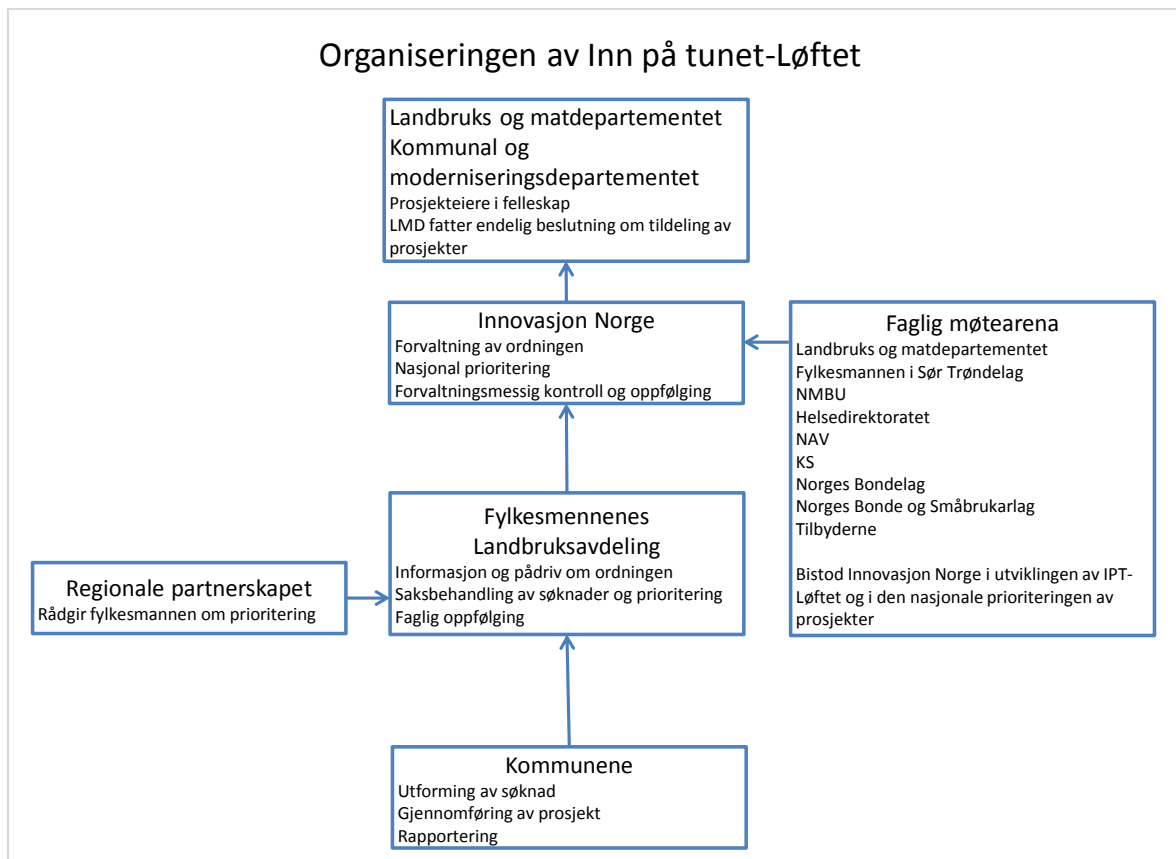 Organiseringen av Inn på tunet-Løftet
Landbruks og matdepartementet
Kommunal og
moderniseringsdepartementet
Prosjekteiere i felleskap
LMD fatter endelig beslutning om tildeling av
prosjekter
Innovasjon Norge
Forvaltning av ordningen
Nasjonal prioritering
Forvaltningsmessig kontroll og oppfølging
Faglig møtearena
Landbruks og matdepartementet
Fylkesmannen i Sør Trøndelag
NMBU
Helsedirektoratet
NAV
KS
Norges Bondelag
Norges Bonde og Småbrukarlag
Tilbyderne
Bistod Innovasjon Norge i utviklingen av IPT-
Løftet og i den nasjonale prioriteringen av
prosjekter
Fylkesmennenes
Landbruksavdeling
Informasjon og pådriv om ordningen
Saksbehandling av søknader og prioritering
Faglig oppfølging
Regionale partnerskapet
Rådgir fylkesmannen om prioritering
Kommunene
Utforming av søknad
Gjennomføring av prosjekt
Rapportering